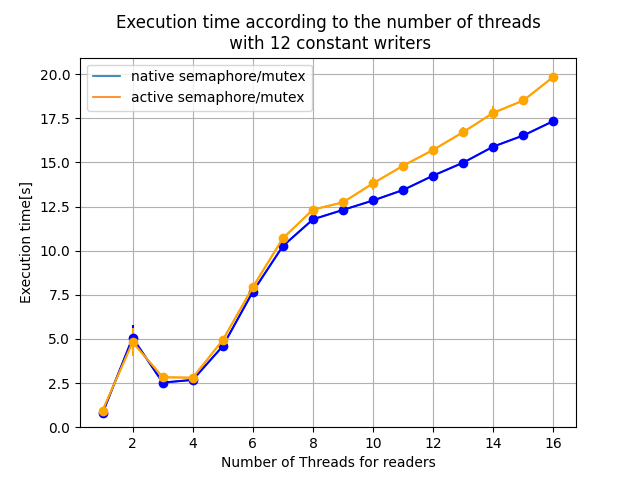 Execution time according to the number of threads
with 12 constant writers
native semaphore/mutex
active semaphore/mutex
Execution time[s]
20.0
17.5
15.0
12.5
10.0
7.5
5.0
2.5
0.0
2 4 6 8 10 12 14 16
Number of Threads for readers